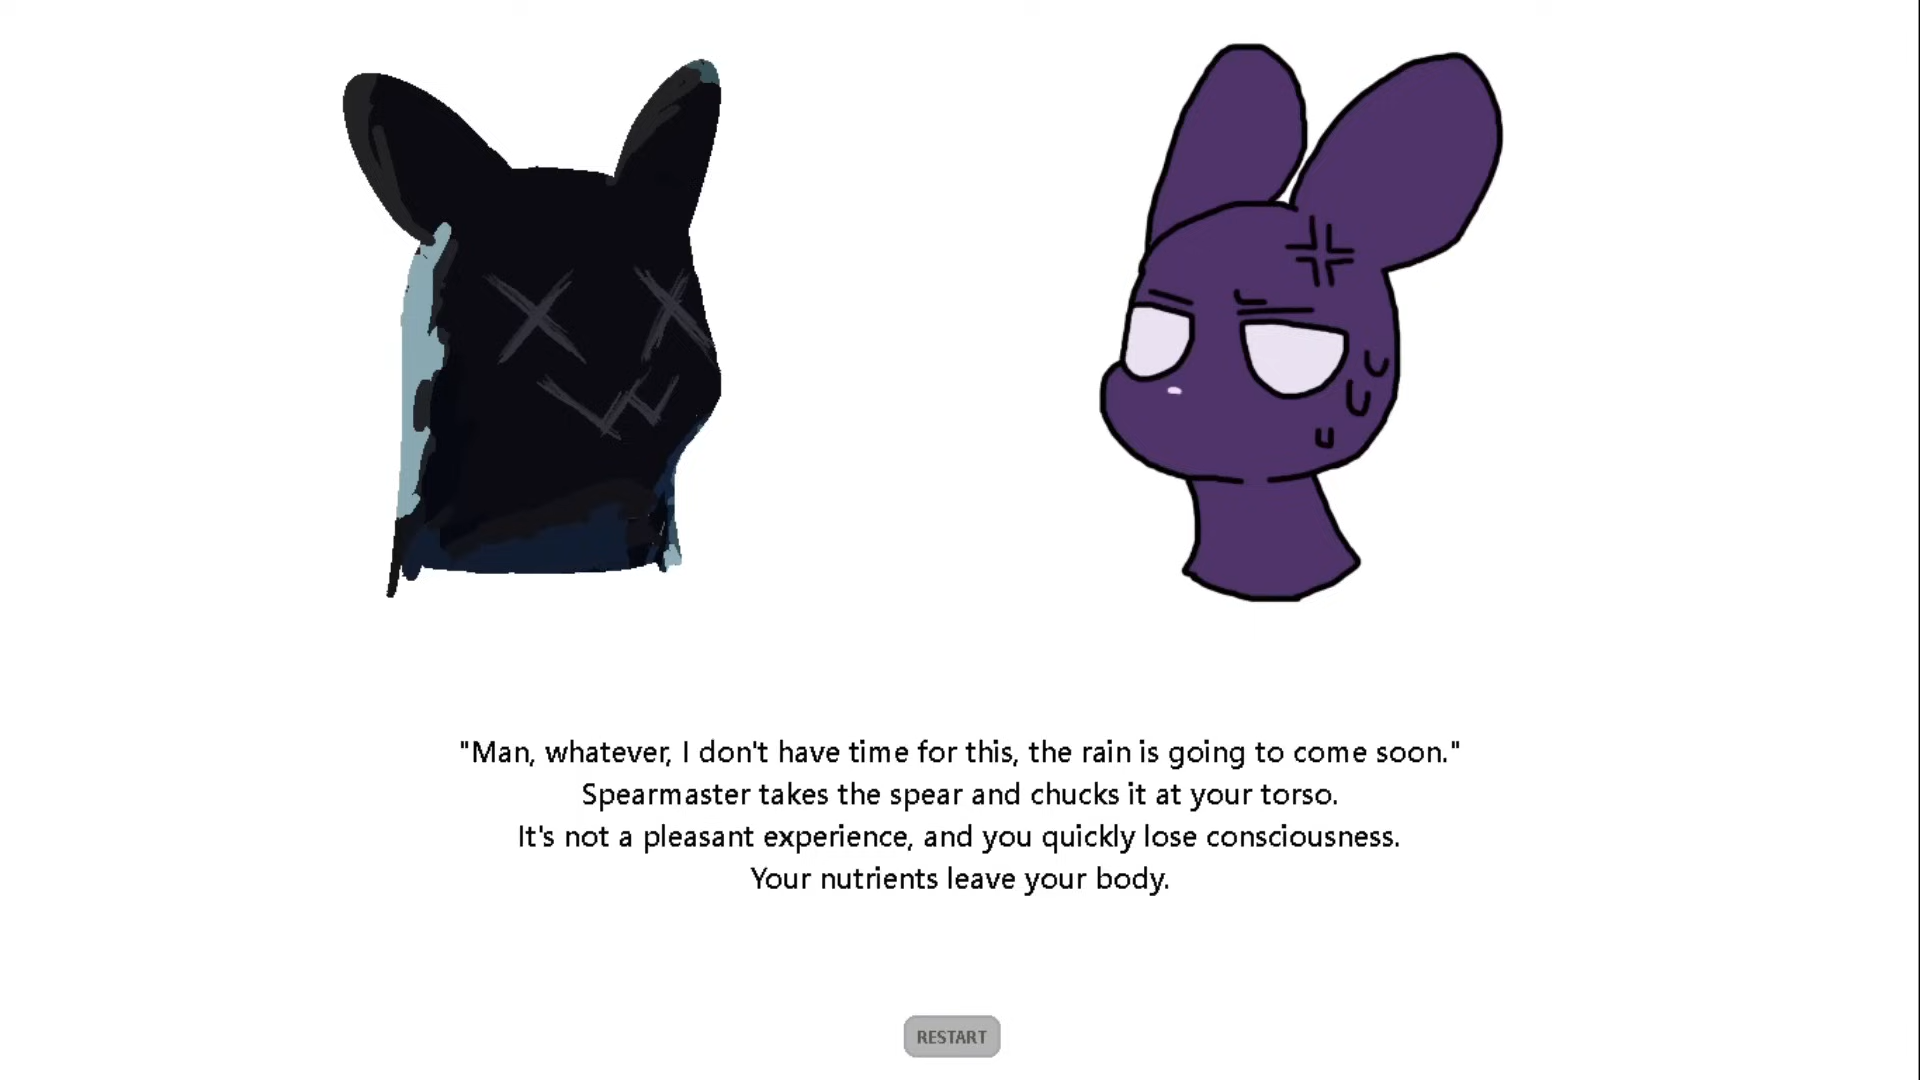 "Man, whatever, I don't have time for this, the rain is going to come soon."
Spearmaster takes the spear and chucks it at your torso.
It's not a pleasant experience, and you quickly lose consciousness.
Your nutrients leave your body.
RESTART